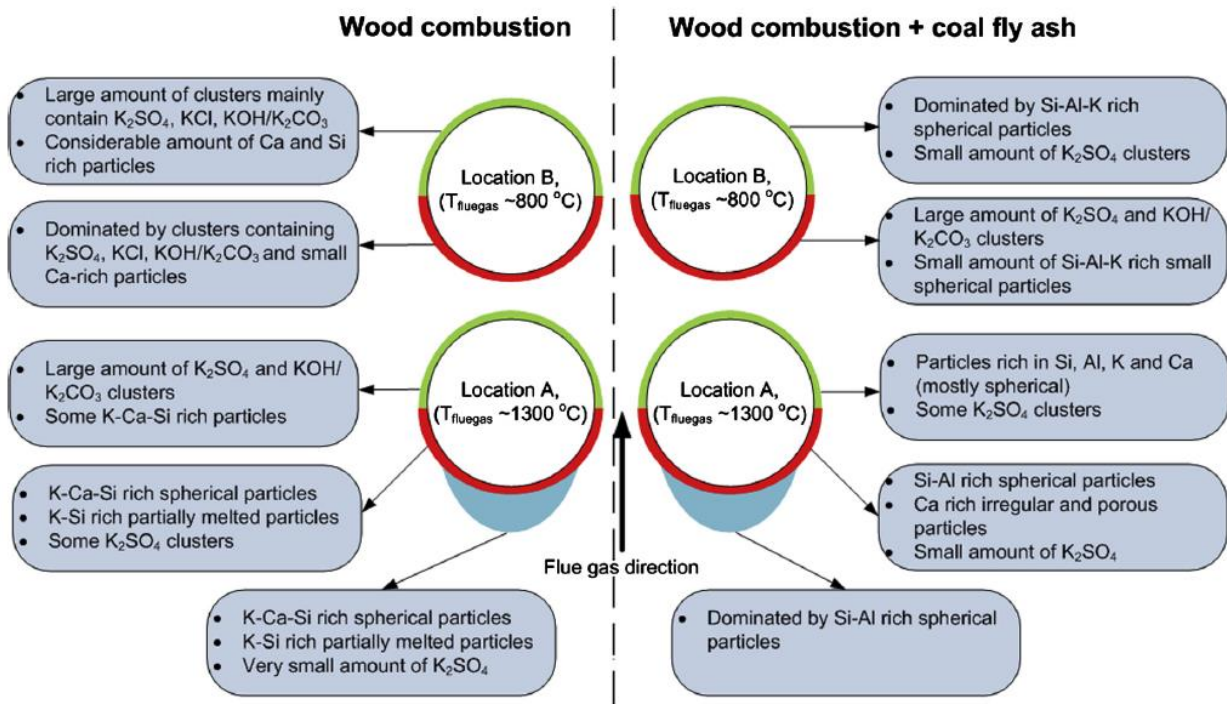 Wood combustion
Wood combustion + coal fly ash
• Large amount of clusters mainly
contain K₂SO₄, KCl, KOH/K₂CO₃
• Considerable amount of Ca and Si
rich particles
• Dominated by clusters containing
K₂SO₄, KCl, KOH/K₂CO₃ and small
Ca-rich particles
Location B,
(T_fluegas ~800 °C)
Location B,
(T_fluegas ~800 °C)
• Dominated by Si-Al-K rich
spherical particles
• Small amount of K₂SO₄ clusters
• Large amount of K₂SO₄ and KOH/
K₂CO₃ clusters
• Small amount of Si-Al-K rich small
spherical particles
• Large amount of K₂SO₄ and KOH/
K₂CO₃ clusters
• Some K-Ca-Si rich particles
• K-Ca-Si rich spherical particles
• K-Si rich partially melted particles
• Some K₂SO₄ clusters
Location A,
(T_fluegas ~1300 °C)
Location A,
(T_fluegas ~1300 °C)
• Particles rich in Si, Al, K and Ca
(mostly spherical)
• Some K₂SO₄ clusters
• Si-Al rich spherical particles
• Ca rich irregular and porous
particles
• Small amount of K₂SO₄
Flue gas direction
• K-Ca-Si rich spherical particles
• K-Si rich partially melted particles
• Very small amount of K₂SO₄
• Dominated by Si-Al rich spherical
particles